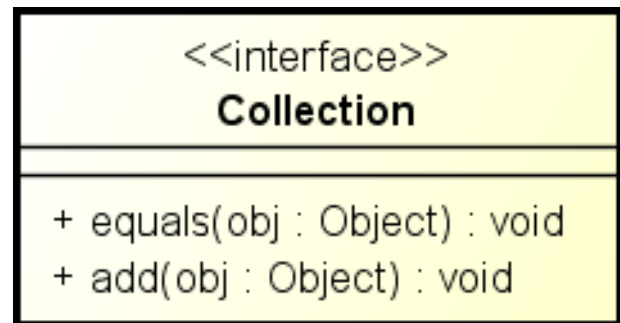 <<interface>>
Collection
+ equals(obj : Object) : void
+ add(obj : Object) : void